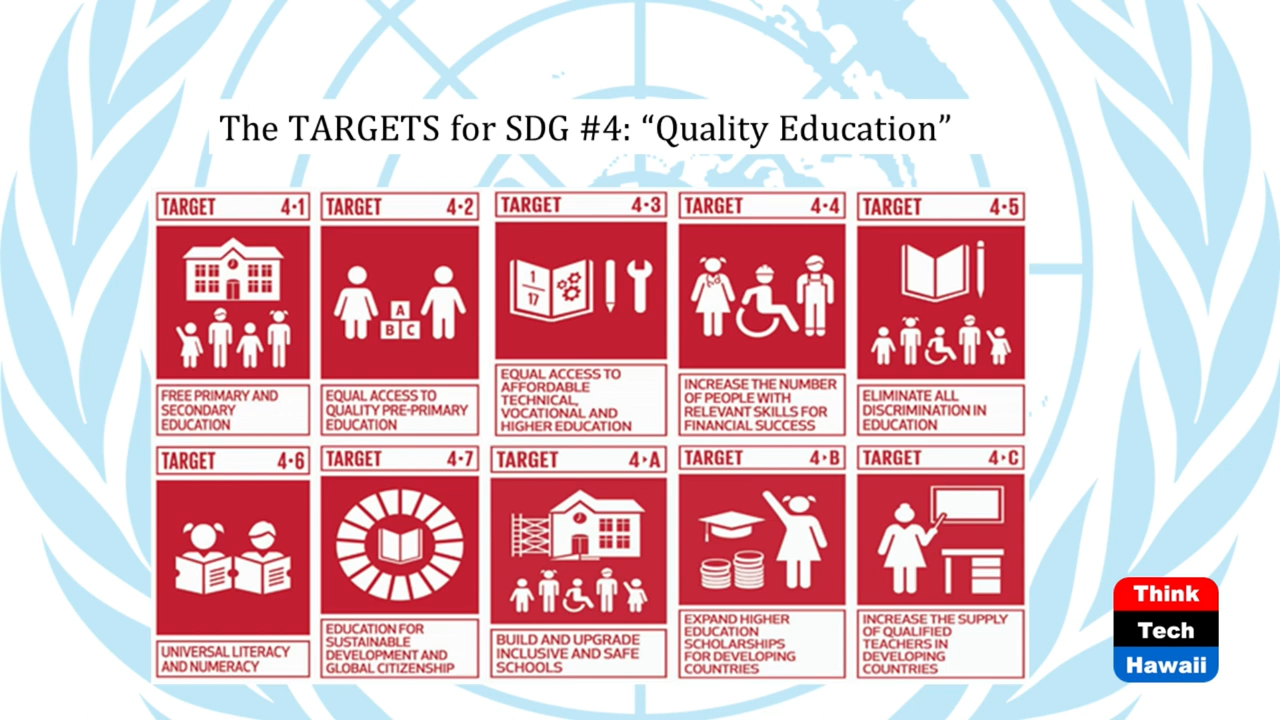 The TARGETS for SDG #4: “Quality Education”
TARGET 4·1
FREE PRIMARY AND
SECONDARY
EDUCATION
TARGET 4·2
A
B C
EQUAL ACCESS TO
QUALITY PRE-PRIMARY
EDUCATION
TARGET 4·3
1
17
EQUAL ACCESS TO
AFFORDABLE
TECHNICAL,
VOCATIONAL AND
HIGHER EDUCATION
TARGET 4·4
INCREASE THE NUMBER
OF PEOPLE WITH
RELEVANT SKILLS FOR
FINANCIAL SUCCESS
TARGET 4·5
ELIMINATE ALL
DISCRIMINATION IN
EDUCATION
TARGET 4·6
UNIVERSAL LITERACY
AND NUMERACY
TARGET 4·7
EDUCATION FOR
SUSTAINABLE
DEVELOPMENT AND
GLOBAL CITIZENSHIP
TARGET 4·A
BUILD AND UPGRADE
INCLUSIVE AND SAFE
SCHOOLS
TARGET 4·B
EXPAND HIGHER
EDUCATION
SCHOLARSHIPS
FOR DEVELOPING
COUNTRIES
TARGET 4·C
INCREASE THE SUPPLY
OF QUALIFIED
TEACHERS IN
DEVELOPING
COUNTRIES
Think
Tech
Hawaii